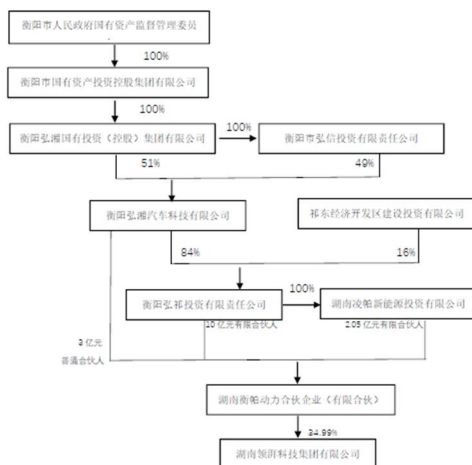 衡阳市人民政府国有资产监督管理委员
100%
衡阳市国有资产投资控股集团有限公司
100%
衡阳弘湘国有投资（控股）集团有限公司
100%
衡阳市弘信投资有限责任公司
51%
49%
衡阳弘湘汽车科技有限公司
祁东经济开发区建设投资有限公司
84%
16%
衡阳弘祁投资有限责任公司
100%
湖南凌帕新能源投资有限公司
3 亿元
普通合伙人
10 亿元有限合伙人
2.05 亿元有限合伙人
湖南衡帕动力合伙企业（有限合伙）
34.99%
湖南领湃科技集团有限公司